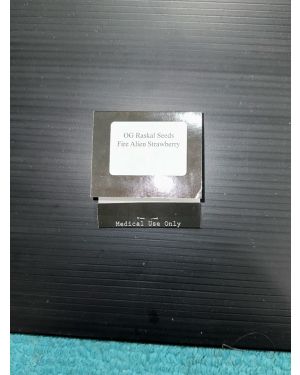 OG Raskal Seeds
Fire Alien Strawberry
Medical Use Only